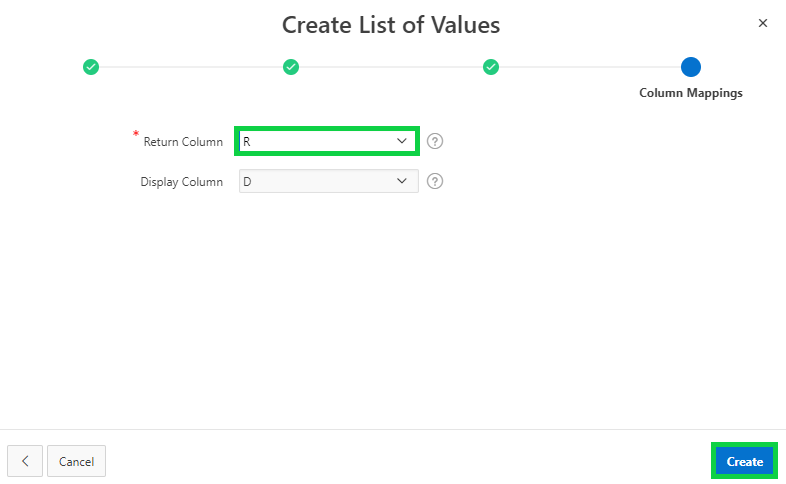 Create List of Values
Column Mappings
* Return Column R ?
Display Column D ?
Cancel Create